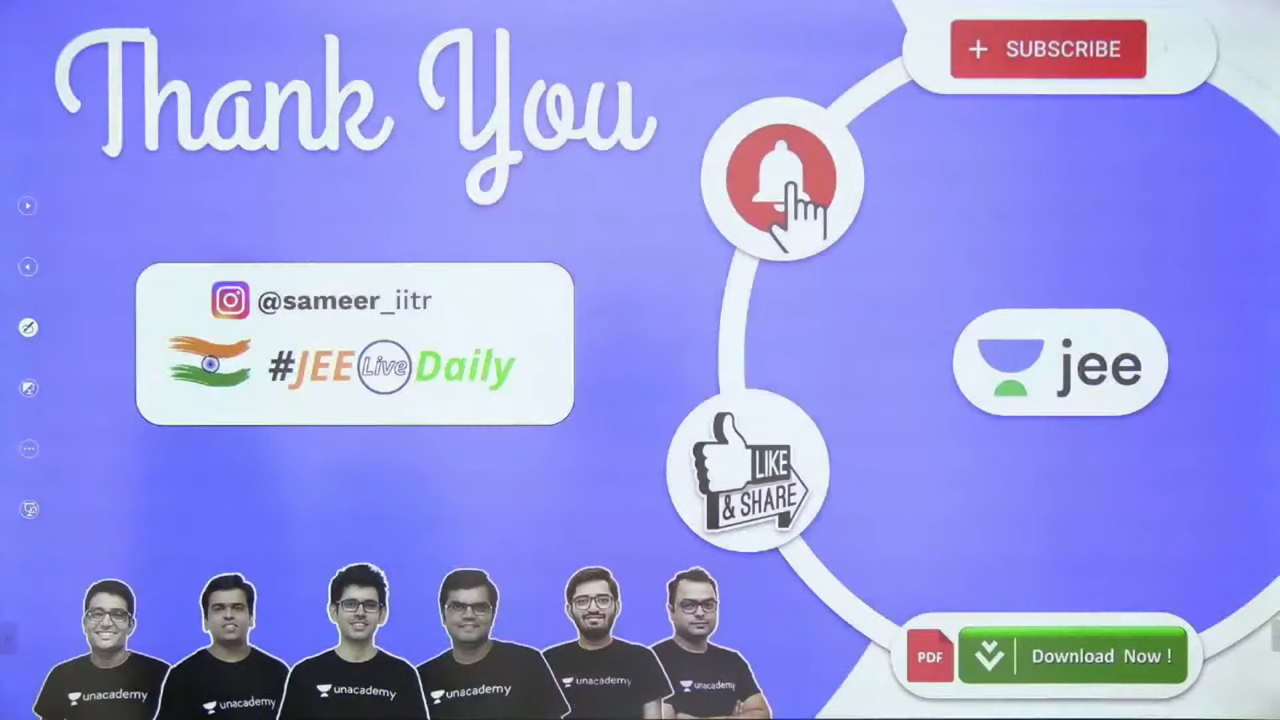 Thank You
+ SUBSCRIBE
@sameer_iitr
#JEE Live Daily
jee
LIKE
& SHARE
PDF
Download Now !
unacademy
unacademy
unacademy
unacademy
unacademy
unacademy